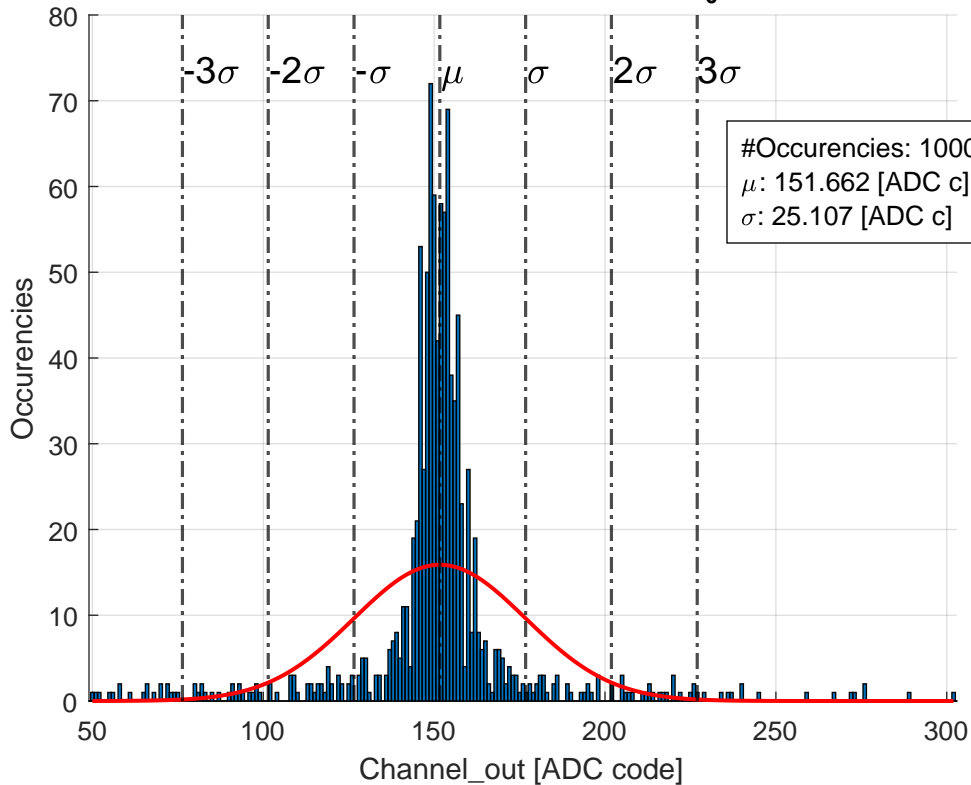 80
70
60
50
40
30
20
10
0
Occurencies
-3σ -2σ -σ μ σ 2σ 3σ
#Occurencies: 1000
μ: 151.662 [ADC c]
σ: 25.107 [ADC c]
50 100 150 200 250 300
Channel_out [ADC code]